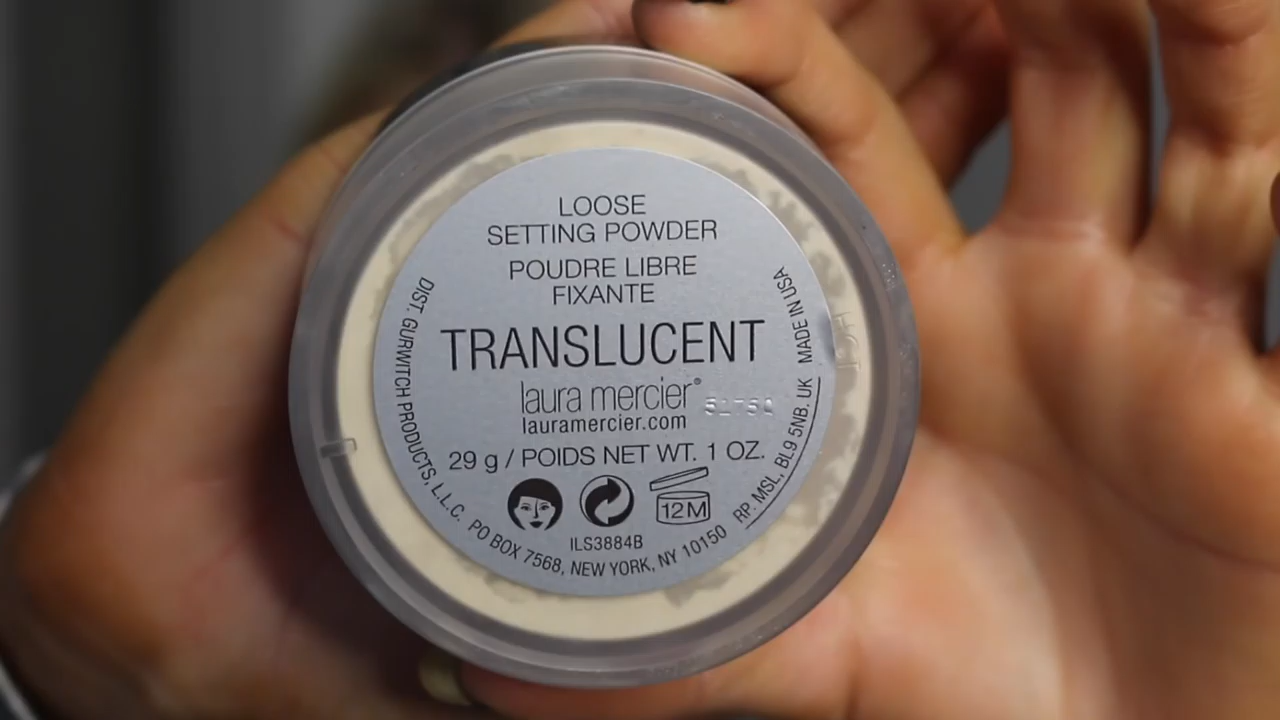 LOOSE
SETTING POWDER
POUDRE LIBRE
FIXANTE
TRANSLUCENT
laura mercier®
lauramercier.com
29 g / POIDS NET WT. 1 OZ.
12M
ILS3884B
DIST. GURWITCH PRODUCTS, L.L.C. PO BOX 7568, NEW YORK, NY 10150
RP. MSL, BL9 5NB. UK MADE IN USA